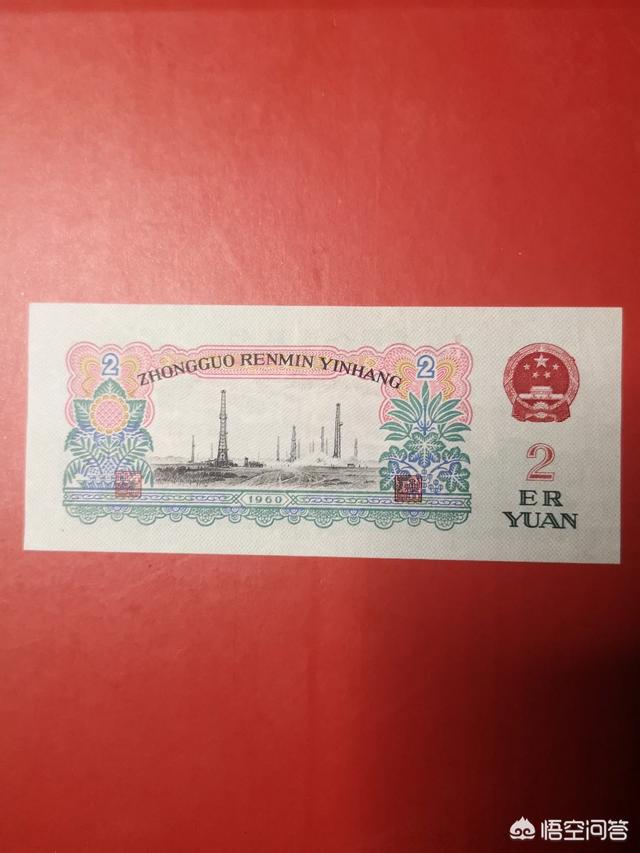 2
2
ZHONGGUO RENMIN YINHANG
1960
2
ER
YUAN
悟空问答